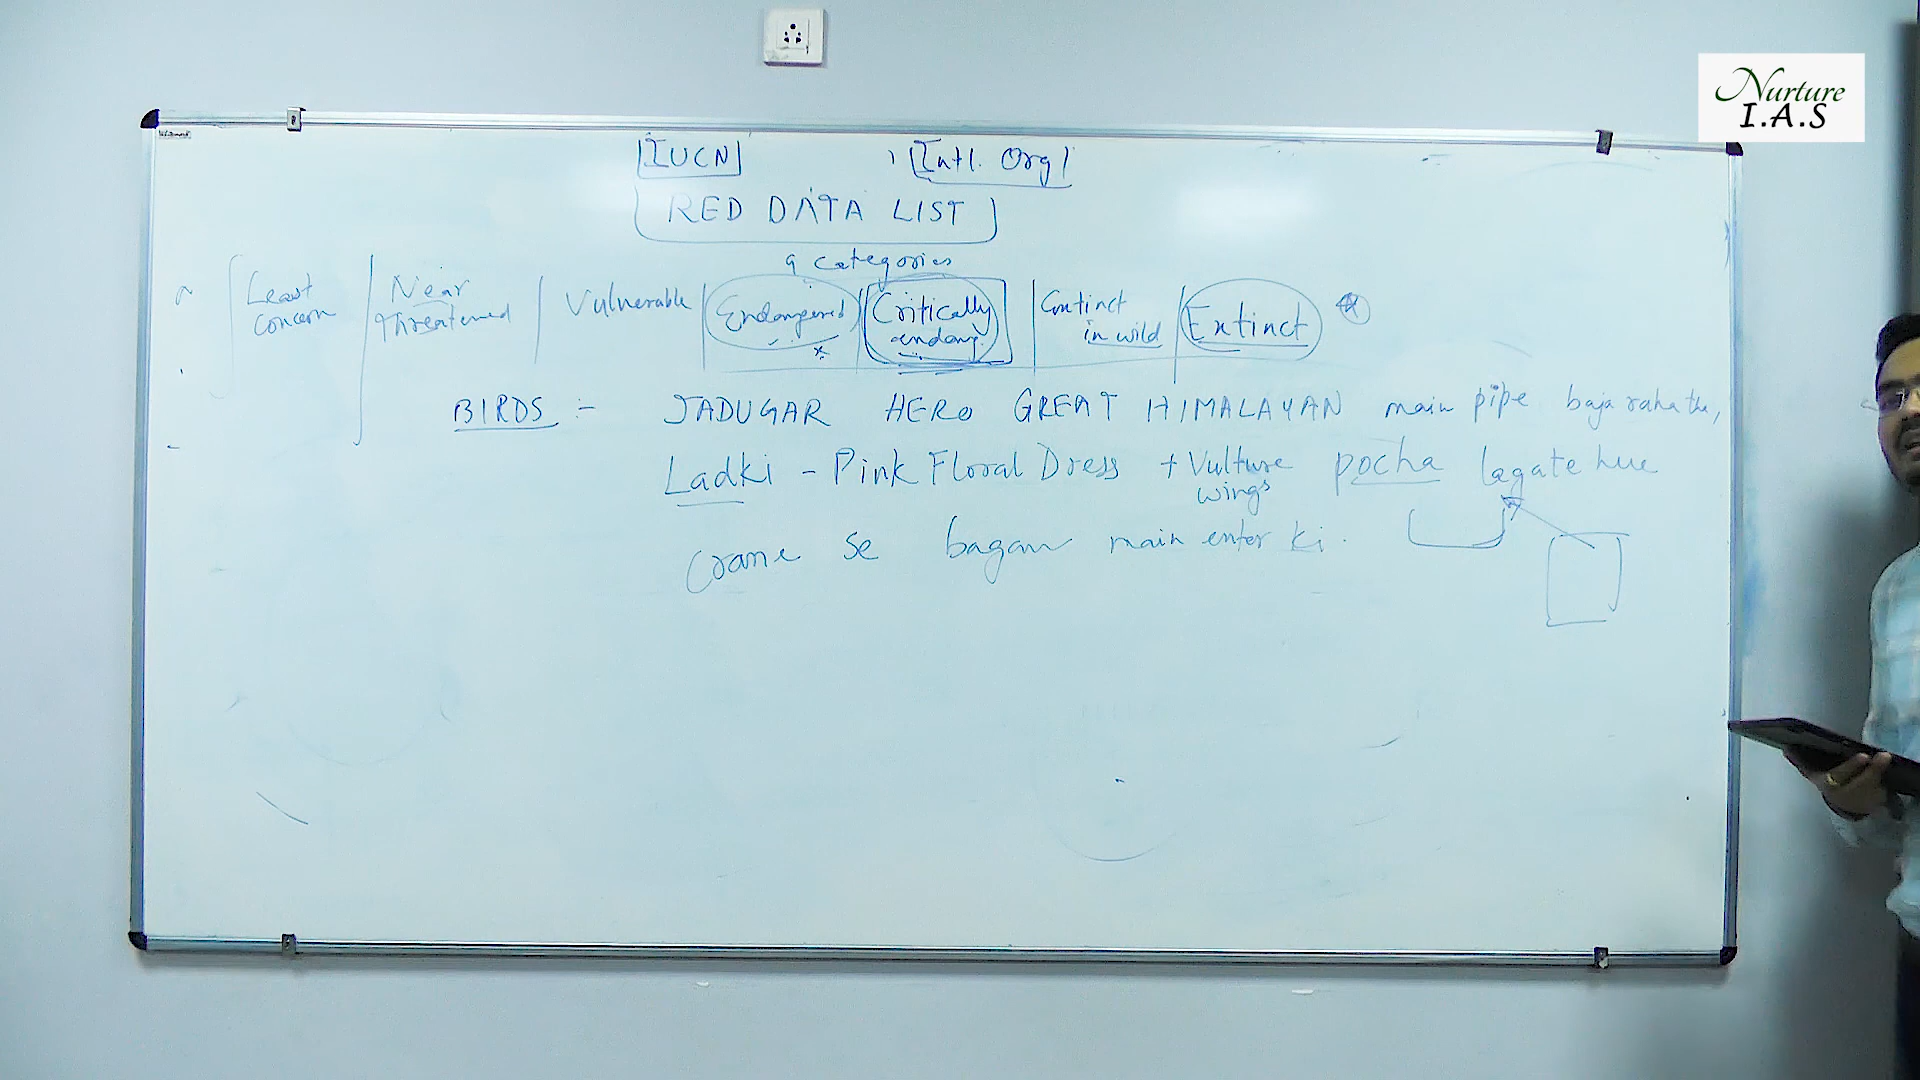 Nurture
I.A.S
IUCN
Intl. Org
RED DATA LIST
9 categories
Least concern
Near threatened
Vulnerable
Endangered
Critically endang.
Extinct in wild
Extinct
BIRDS :- JADUGAR HERO GREAT HIMALAYAN main pipe baja raha tha,
Ladki - Pink Floral Dress + Vulture wings pocha lagate hue
Crane se bagan main enter ki.